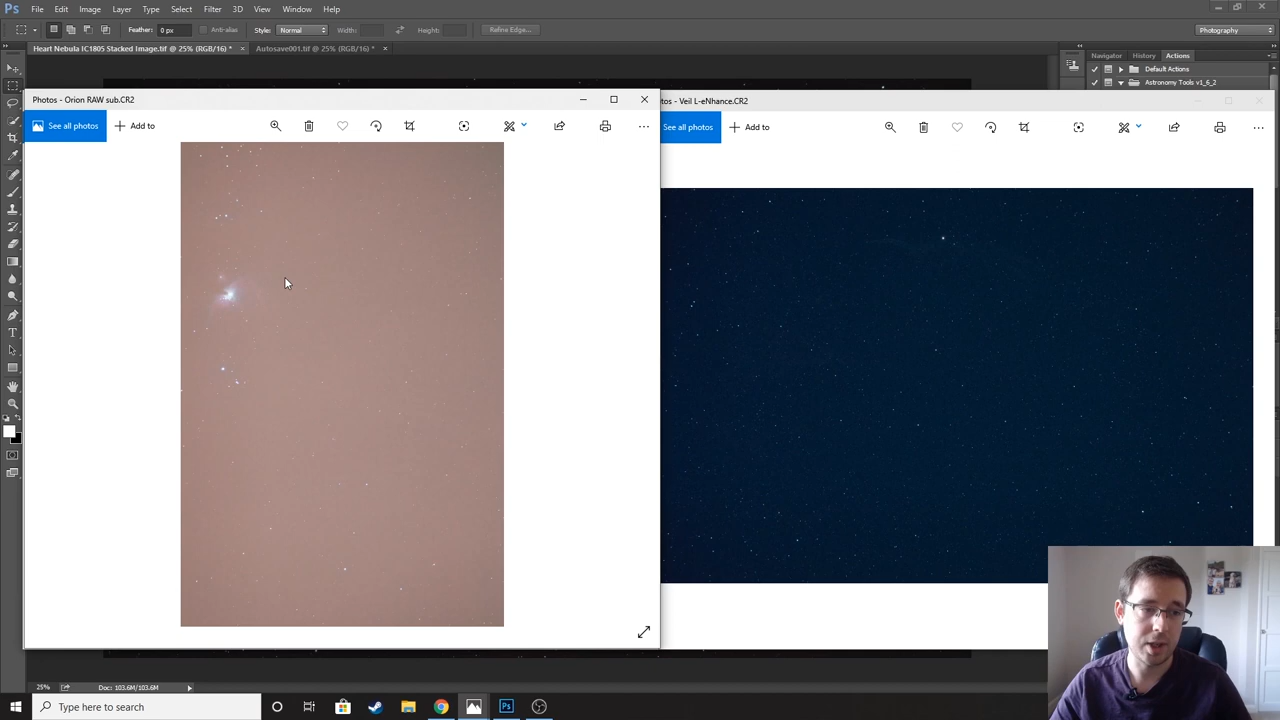 Ps File Edit Image Layer Type Select Filter 3D View Window Help
Feather: 0 px Anti-alias Style: Normal Width: Height: Refine Edge... Photography
Heart Nebula IC1805 Stacked Image.tif @ 25% (RGB/16) * × Autosave001.tif @ 25% (RGB/16) * ×
Navigator History Actions
Default Actions
Astronomy Tools v1_6_2
Photos - Orion RAW sub.CR2
See all photos Add to
tos - Veil L-eNhance.CR2
See all photos Add to
25% Doc: 103.6M/103.6M
Type here to search
Ps